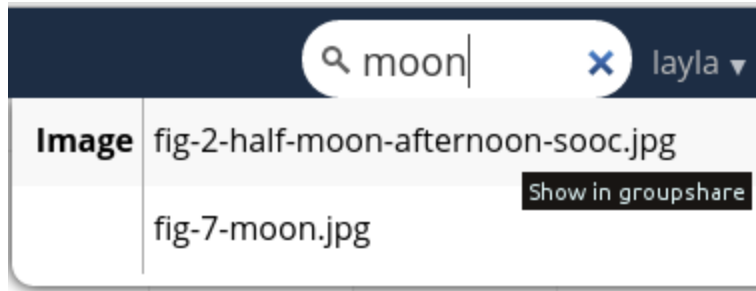 moon layla ▾
Image fig-2-half-moon-afternoon-sooc.jpg
Show in groupshare
fig-7-moon.jpg